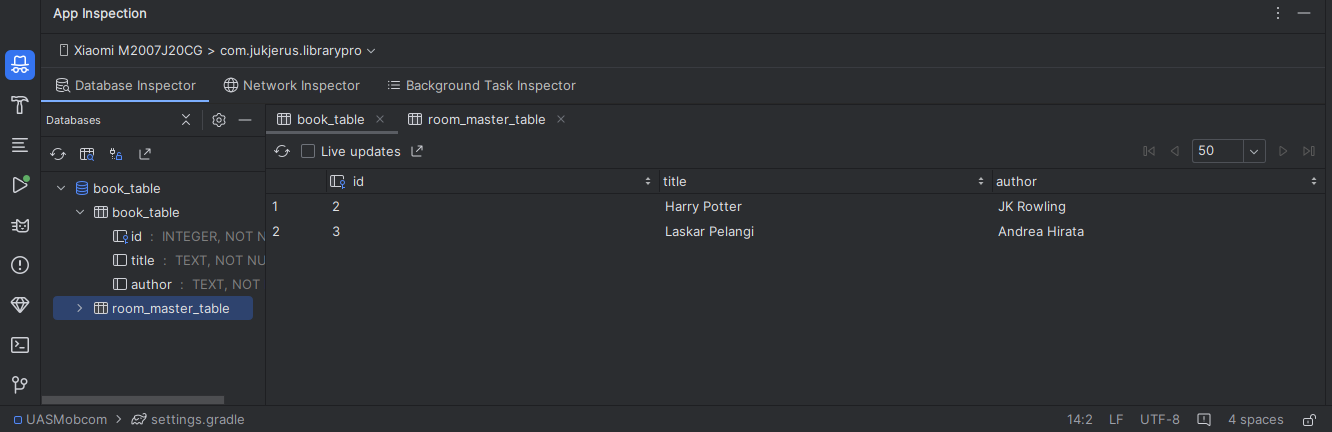 App Inspection
Xiaomi M2007J20CG > com.jukjerus.librarypro
Database Inspector Network Inspector Background Task Inspector
Databases
book_table room_master_table
Live updates 50
book_table
book_table
id : INTEGER, NOT N
title : TEXT, NOT NU
author : TEXT, NOT
room_master_table
id title author
1 2 Harry Potter JK Rowling
2 3 Laskar Pelangi Andrea Hirata
UASMobcom > settings.gradle 14:2 LF UTF-8 4 spaces